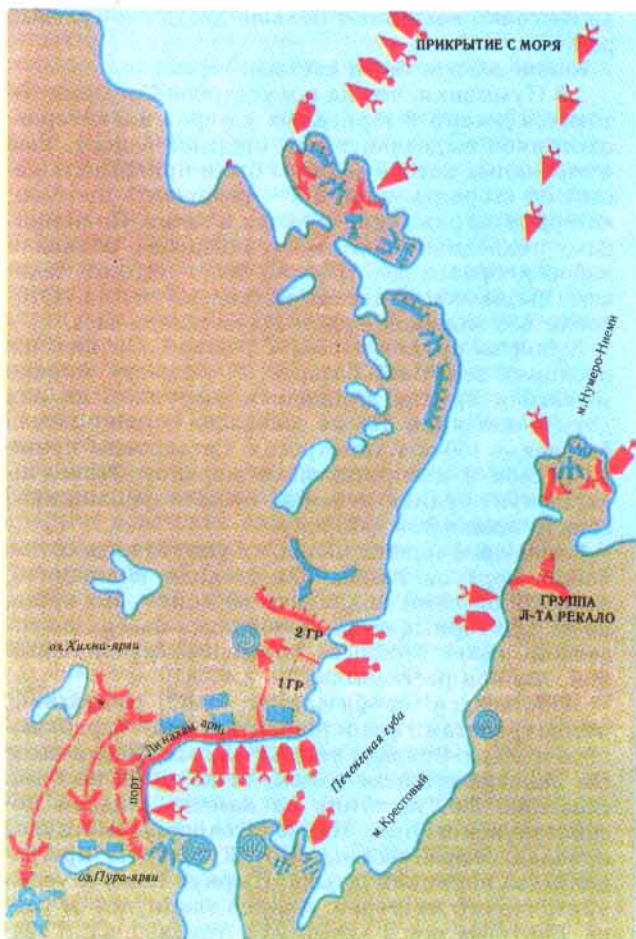 ПРИКРЫТИЕ С МОРЯ
м.Нумеро-Ниеми
ГРУППА
Л-ТА РЕКАЛО
2 ГР
1 ГР
оз.Хихна-ярви
Линахамари
порт
Печенгская губа
м.Крестовый
оз.Пура-ярви